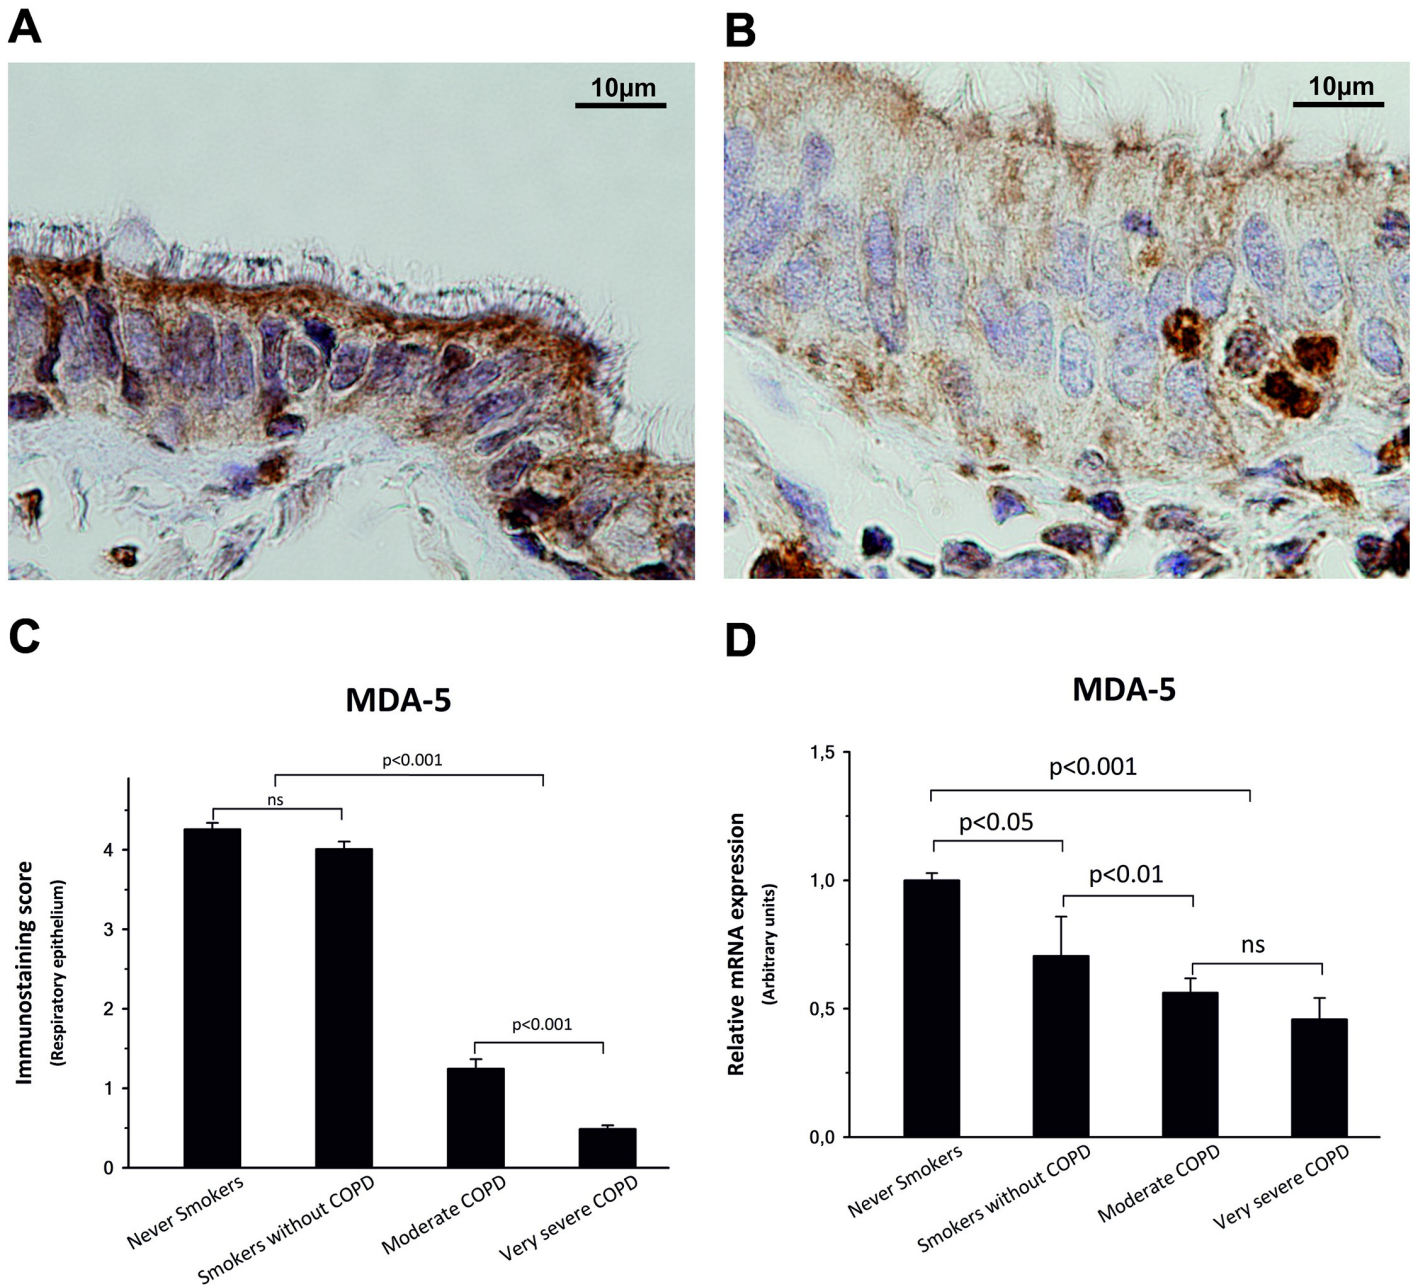 A
10µm
B
10µm
C
MDA-5
p<0.001
ns
p<0.001
Immunostaining score
(Respiratory epithelium)
4
3
2
1
0
Never Smokers
Smokers without COPD
Moderate COPD
Very severe COPD
D
MDA-5
p<0.001
p<0.05
p<0.01
ns
Relative mRNA expression
(Arbitrary units)
1,5
1,0
0,5
0,0
Never Smokers
Smokers without COPD
Moderate COPD
Very severe COPD